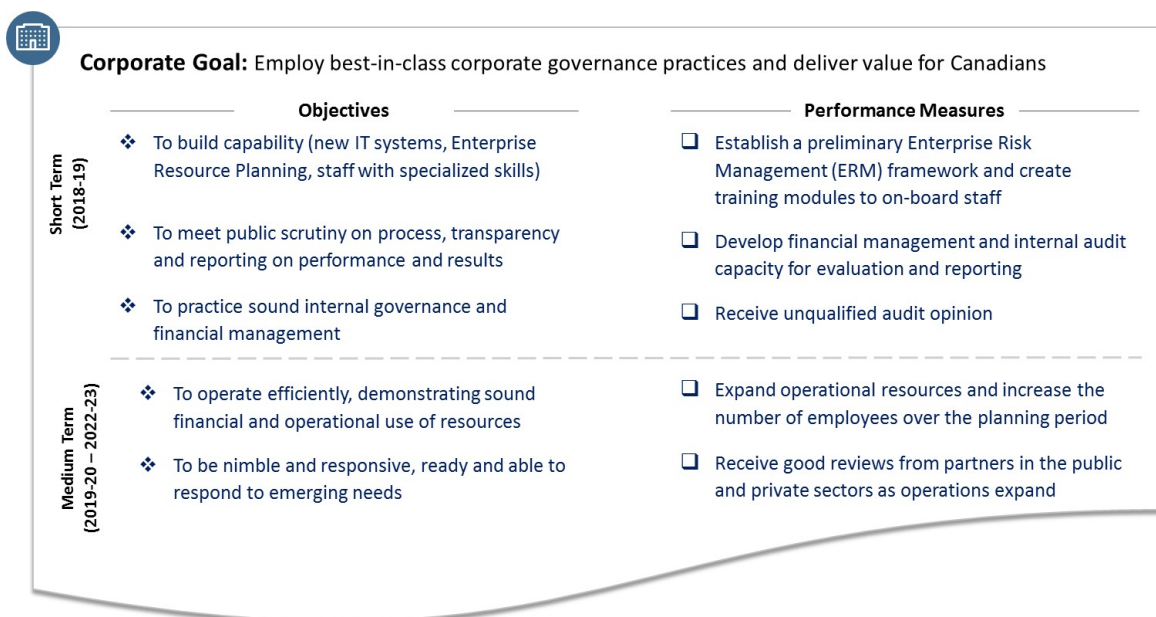 Corporate Goal: Employ best-in-class corporate governance practices and deliver value for Canadians
Objectives
Performance Measures
Short Term
(2018-19)
To build capability (new IT systems, Enterprise
Resource Planning, staff with specialized skills)
To meet public scrutiny on process, transparency
and reporting on performance and results
To practice sound internal governance and
financial management
Establish a preliminary Enterprise Risk
Management (ERM) framework and create
training modules to on-board staff
Develop financial management and internal audit
capacity for evaluation and reporting
Receive unqualified audit opinion
Medium Term
(2019-20 – 2022-23)
To operate efficiently, demonstrating sound
financial and operational use of resources
To be nimble and responsive, ready and able to
respond to emerging needs
Expand operational resources and increase the
number of employees over the planning period
Receive good reviews from partners in the public
and private sectors as operations expand